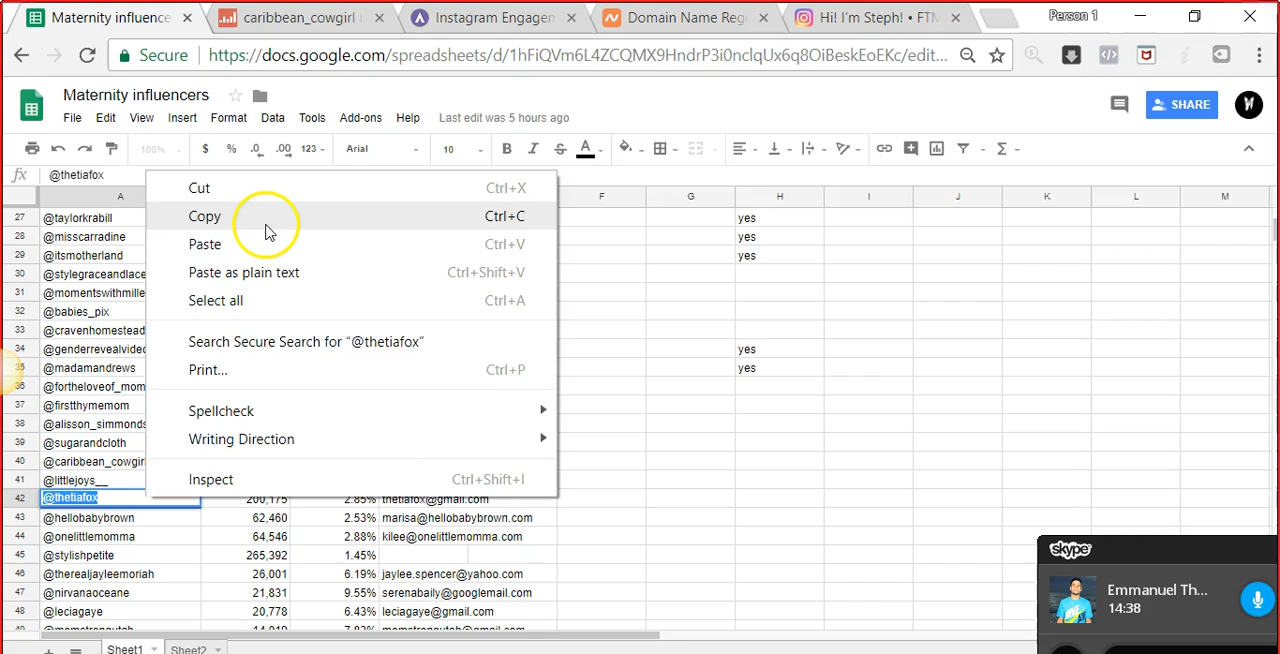 Maternity influence
caribbean_cowgirl
Instagram Engagem
Domain Name Reg
Hi! I'm Steph! • FTM
Person 1
Secure
https://docs.google.com/spreadsheets/d/1hFiQVm6L4ZCQMX9HndrP3i0nclqUx6q8OiBeskEoEKc/edit...
Maternity influencers
File Edit View Insert Format Data Tools Add-ons Help Last edit was 5 hours ago
SHARE
100% $ % .0 .00 123 Arial 10 B I S A
fx @thetiafox
A F G H I J K L M
27 @taylorkrabill yes
28 @misscarradine yes
29 @itsmotherland yes
30 @stylegraceandlace
31 @momentswithmille
32 @babies_pix
33 @cravenhomestead
34 @genderrevealvideo yes
35 @madamandrews yes
36 @fortheloveof_mom
37 @firstthymemom
38 @alisson_simmonds
39 @sugarandcloth
40 @caribbean_cowgirl
41 @littlejoys__
42 @thetiafox 200,175 2.85% thetiafox@gmail.com
43 @hellobabybrown 62,460 2.53% marisa@hellobabybrown.com
44 @onelittlemomma 64,546 2.88% kilee@onelittlemomma.com
45 @stylishpetite 265,392 1.45%
46 @therealjayleemoriah 26,001 6.19% jaylee.spencer@yahoo.com
47 @nirvanaoceane 21,831 9.55% serenabaily@googlemail.com
48 @leciagaye 20,778 6.43% leciagaye@gmail.com
Cut Ctrl+X
Copy Ctrl+C
Paste Ctrl+V
Paste as plain text Ctrl+Shift+V
Select all Ctrl+A
Search Secure Search for “@thetiafox”
Print... Ctrl+P
Spellcheck
Writing Direction
Inspect Ctrl+Shift+I
skype
Emmanuel Th...
14:38
Sheet1 Sheet2